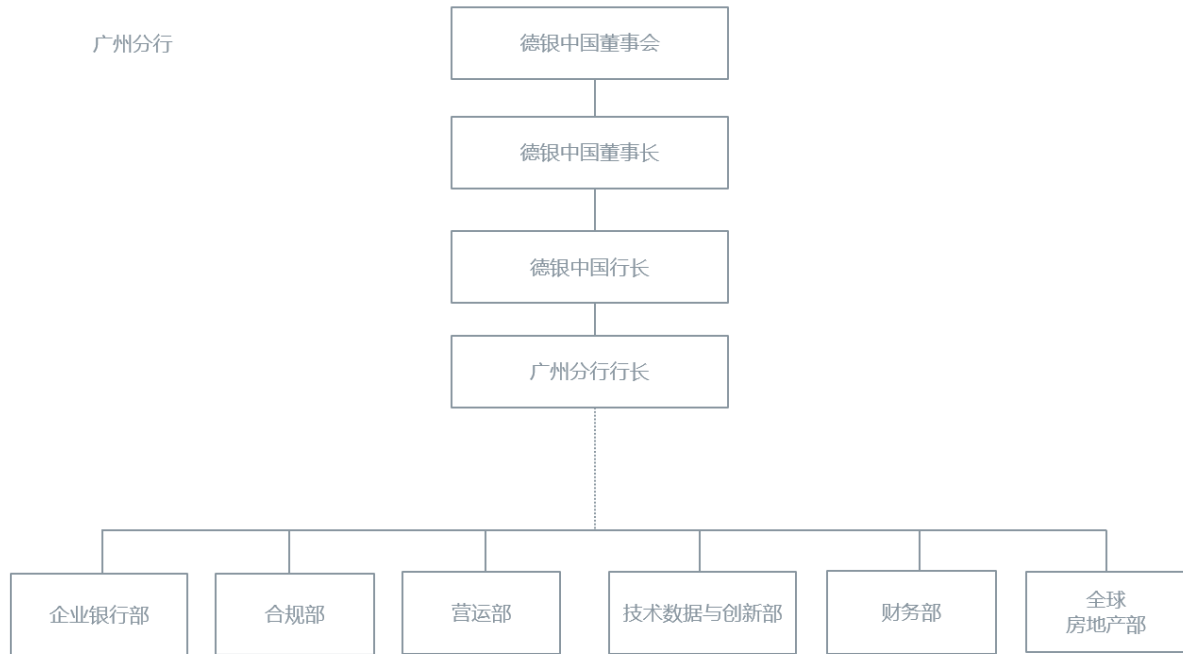 广州分行
德银中国董事会
德银中国董事长
德银中国行长
广州分行行长
企业银行部
合规部
营运部
技术数据与创新部
财务部
全球
房地产部